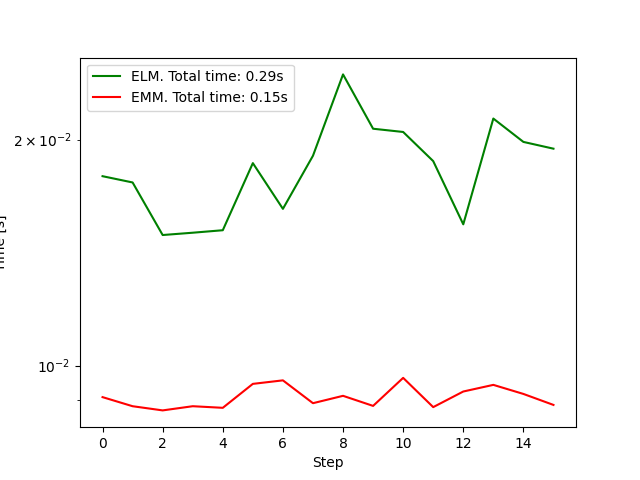 ELM. Total time: 0.29s
EMM. Total time: 0.15s
2 × 10⁻²
10⁻²
0 2 4 6 8 10 12 14
Step